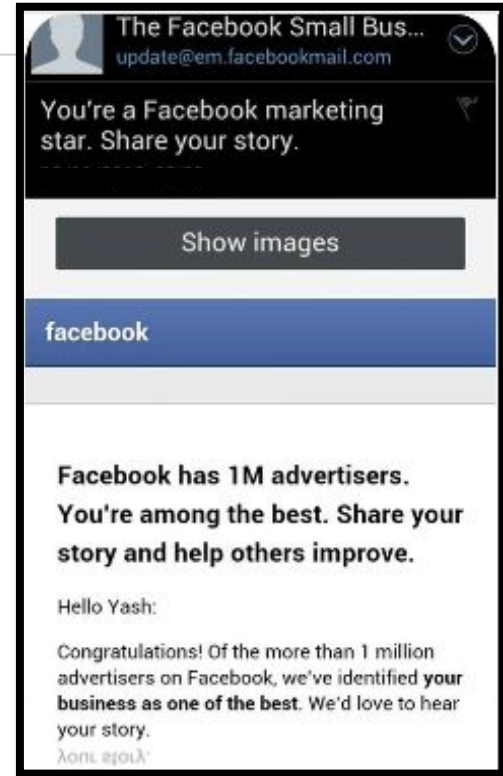 The Facebook Small Bus...
update@em.facebookmail.com
You're a Facebook marketing
star. Share your story.
Show images
facebook
Facebook has 1M advertisers.
You're among the best. Share your
story and help others improve.
Hello Yash:
Congratulations! Of the more than 1 million
advertisers on Facebook, we've identified your
business as one of the best. We'd love to hear
your story.